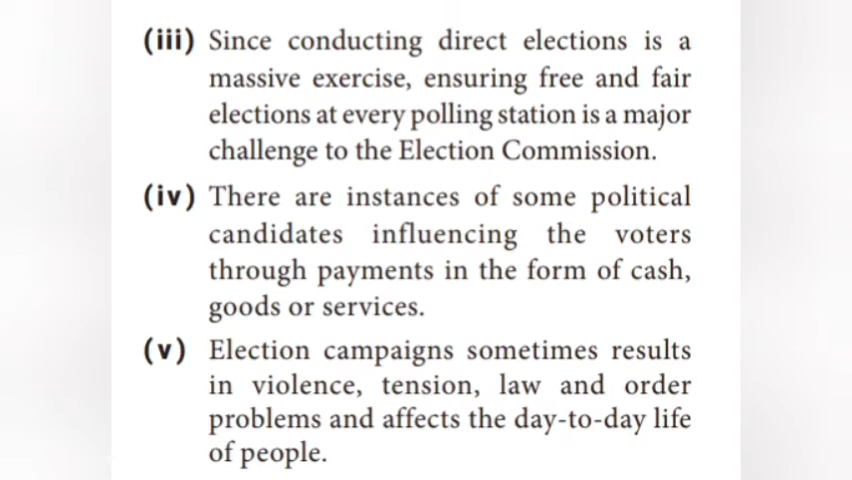 (iii) Since conducting direct elections is a
massive exercise, ensuring free and fair
elections at every polling station is a major
challenge to the Election Commission.
(iv) There are instances of some political
candidates influencing the voters
through payments in the form of cash,
goods or services.
(v) Election campaigns sometimes results
in violence, tension, law and order
problems and affects the day-to-day life
of people.